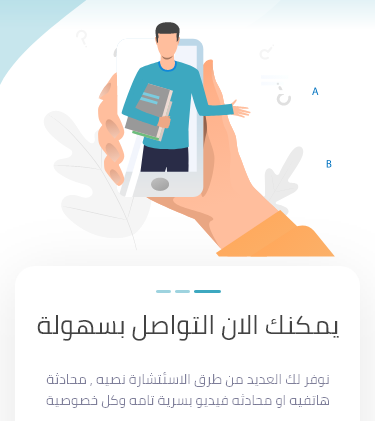 A
B
يمكنك الان التواصل بسهولة
نوفر لك العديد من طرق الاستشارة نصيه , محادثة
هاتفيه او محادثه فيديو بسرية تامه وكل خصوصية